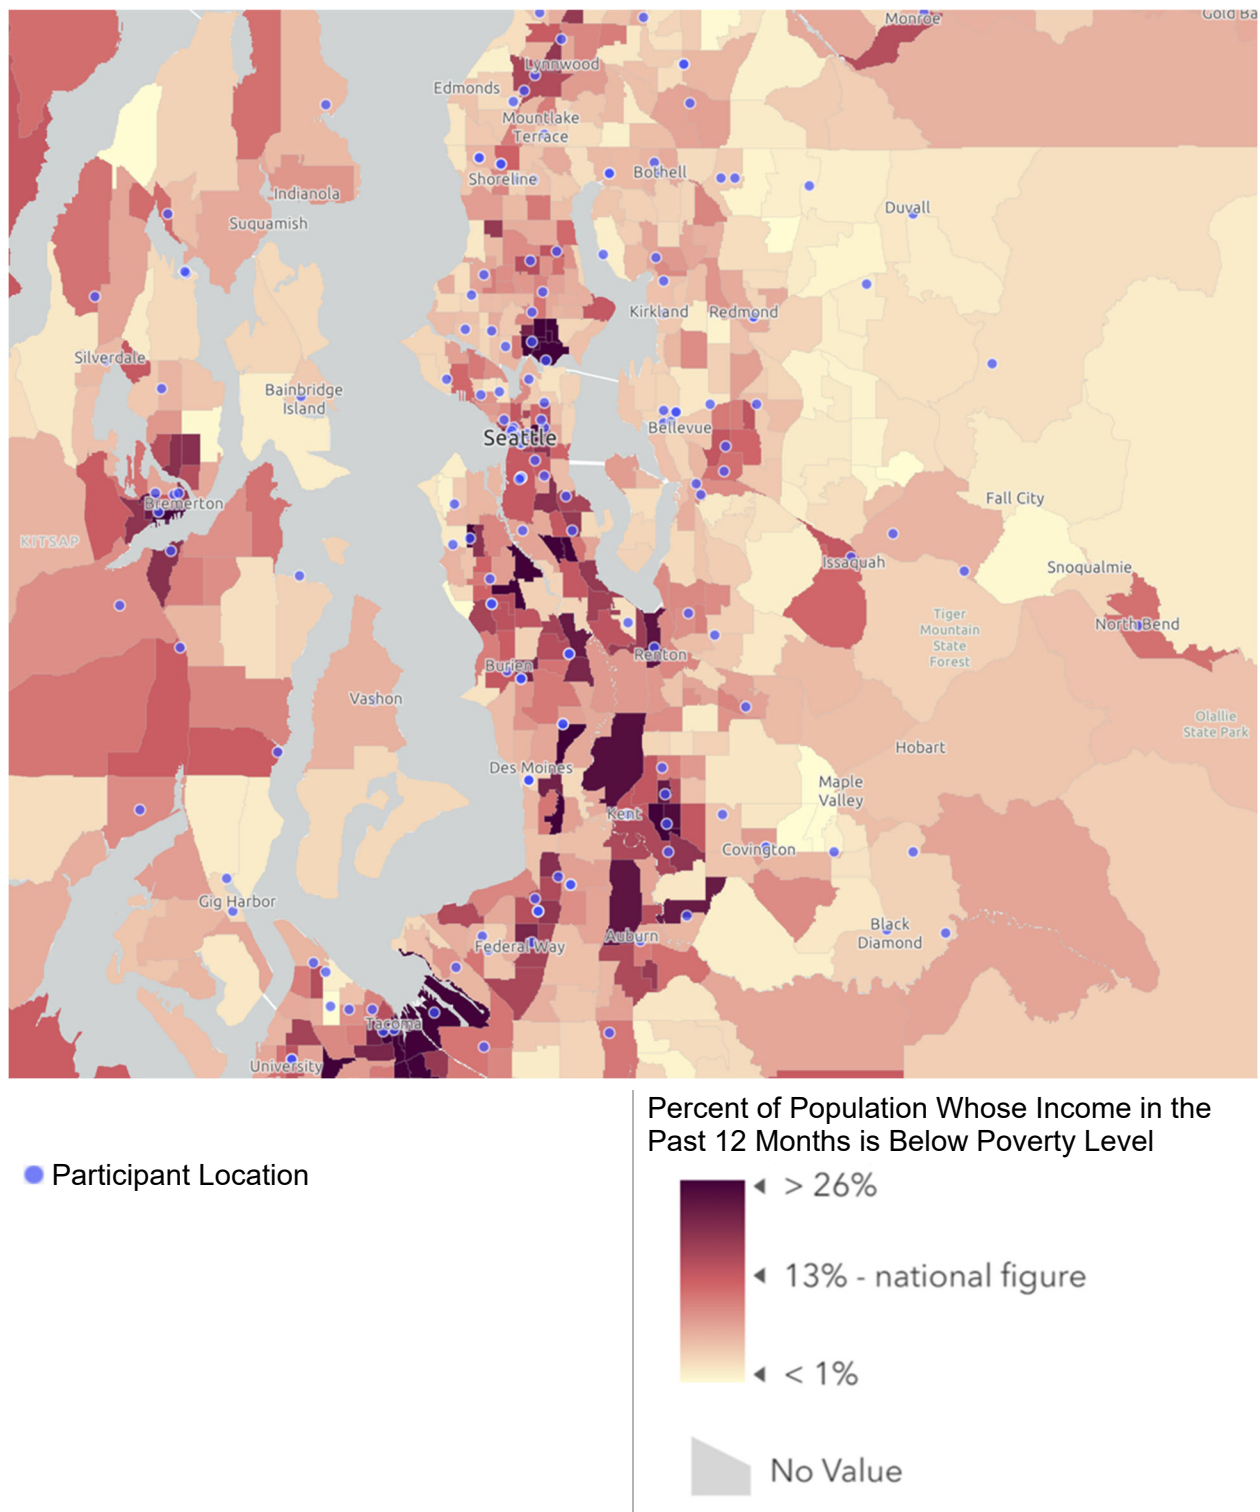 Monroe
Gold Ba
Lynnwood
Edmonds
Mountlake
Terrace
Shoreline
Bothell
Indianola
Suquamish
Duvall
Kirkland
Redmond
Silverdale
Bainbridge
Island
Bellevue
Seattle
Fall City
Bremerton
KITSAP
Issaquah
Snoqualmie
Tiger
Mountain
State
Forest
North Bend
Renton
Burien
Vashon
Olallie
State Park
Hobart
Des Moines
Maple
Valley
Kent
Covington
Gig Harbor
Black
Diamond
Auburn
Federal Way
Tacoma
University
Participant Location
Percent of Population Whose Income in the
Past 12 Months is Below Poverty Level
> 26%
13% - national figure
< 1%
No Value